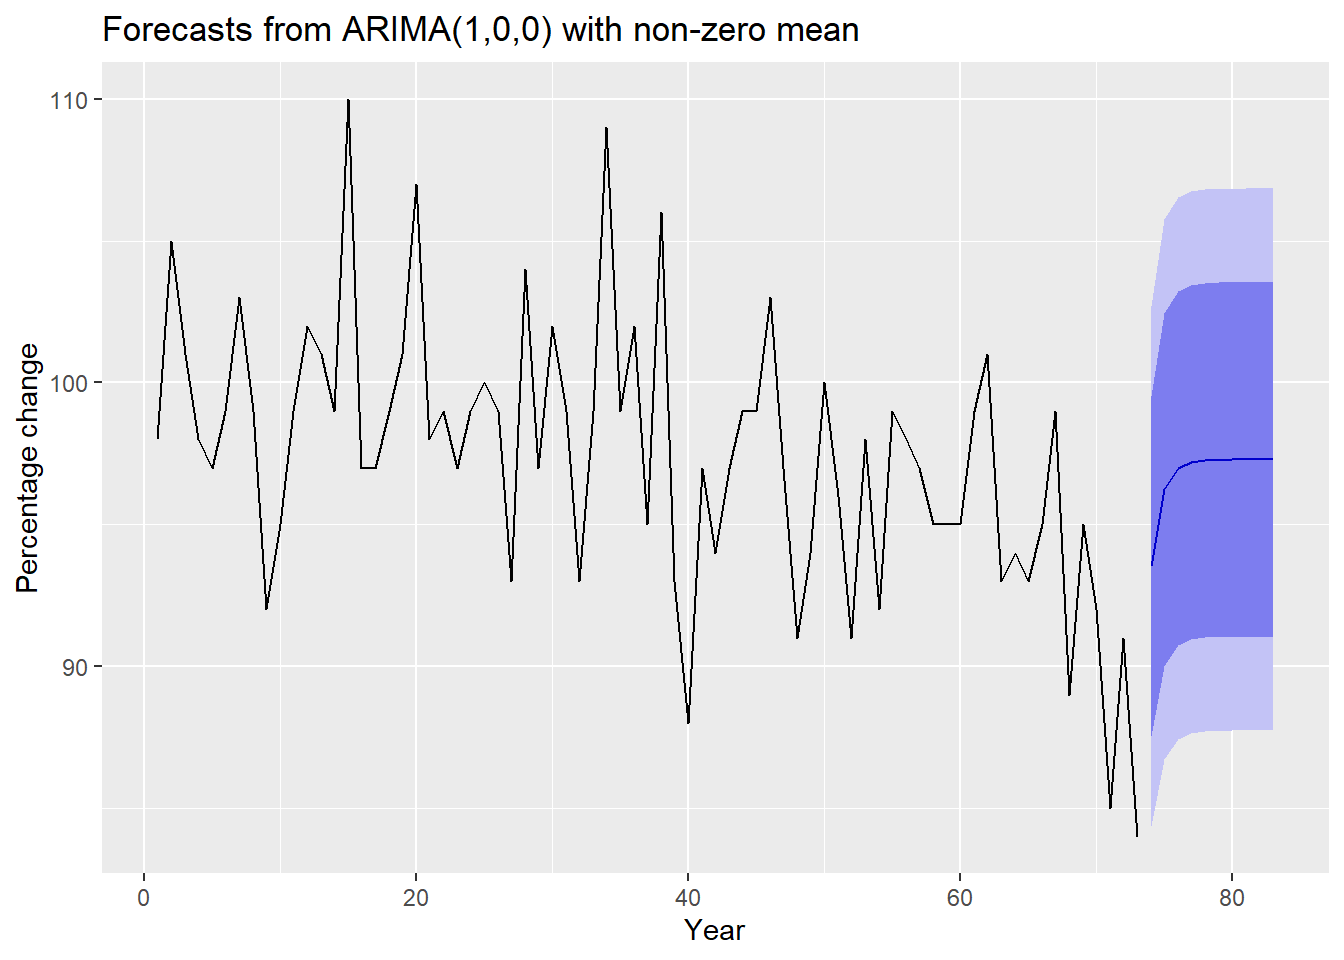 Forecasts from ARIMA(1,0,0) with non-zero mean
110
100
90
Percentage change
0 20 40 60 80
Year